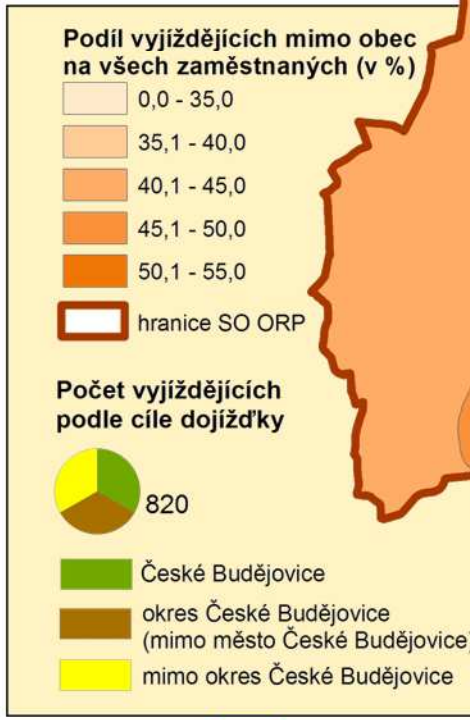 Podíl vyjíždějících mimo obec
na všech zaměstnaných (v %)
0,0 - 35,0
35,1 - 40,0
40,1 - 45,0
45,1 - 50,0
50,1 - 55,0
hranice SO ORP
Počet vyjíždějících
podle cíle dojížďky
820
České Budějovice
okres České Budějovice
(mimo město České Budějovice)
mimo okres České Budějovice